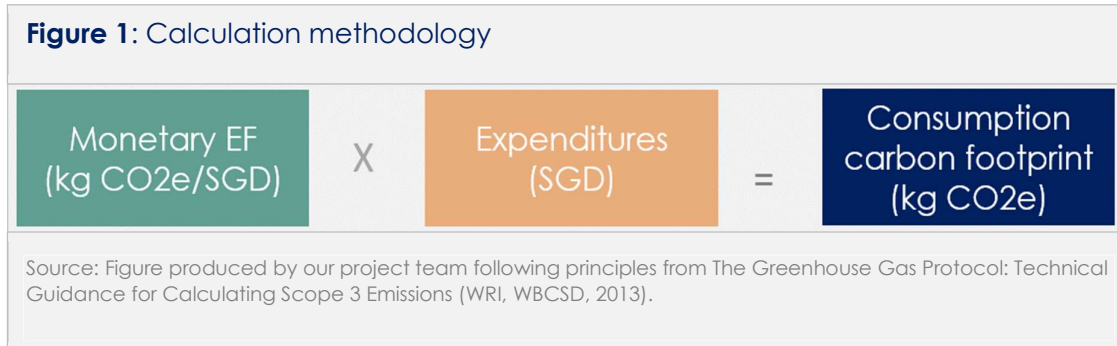 Figure 1: Calculation methodology
Monetary EF
(kg CO2e/SGD)
X
Expenditures
(SGD)
=
Consumption
carbon footprint
(kg CO2e)
Source: Figure produced by our project team following principles from The Greenhouse Gas Protocol: Technical
Guidance for Calculating Scope 3 Emissions (WRI, WBCSD, 2013).